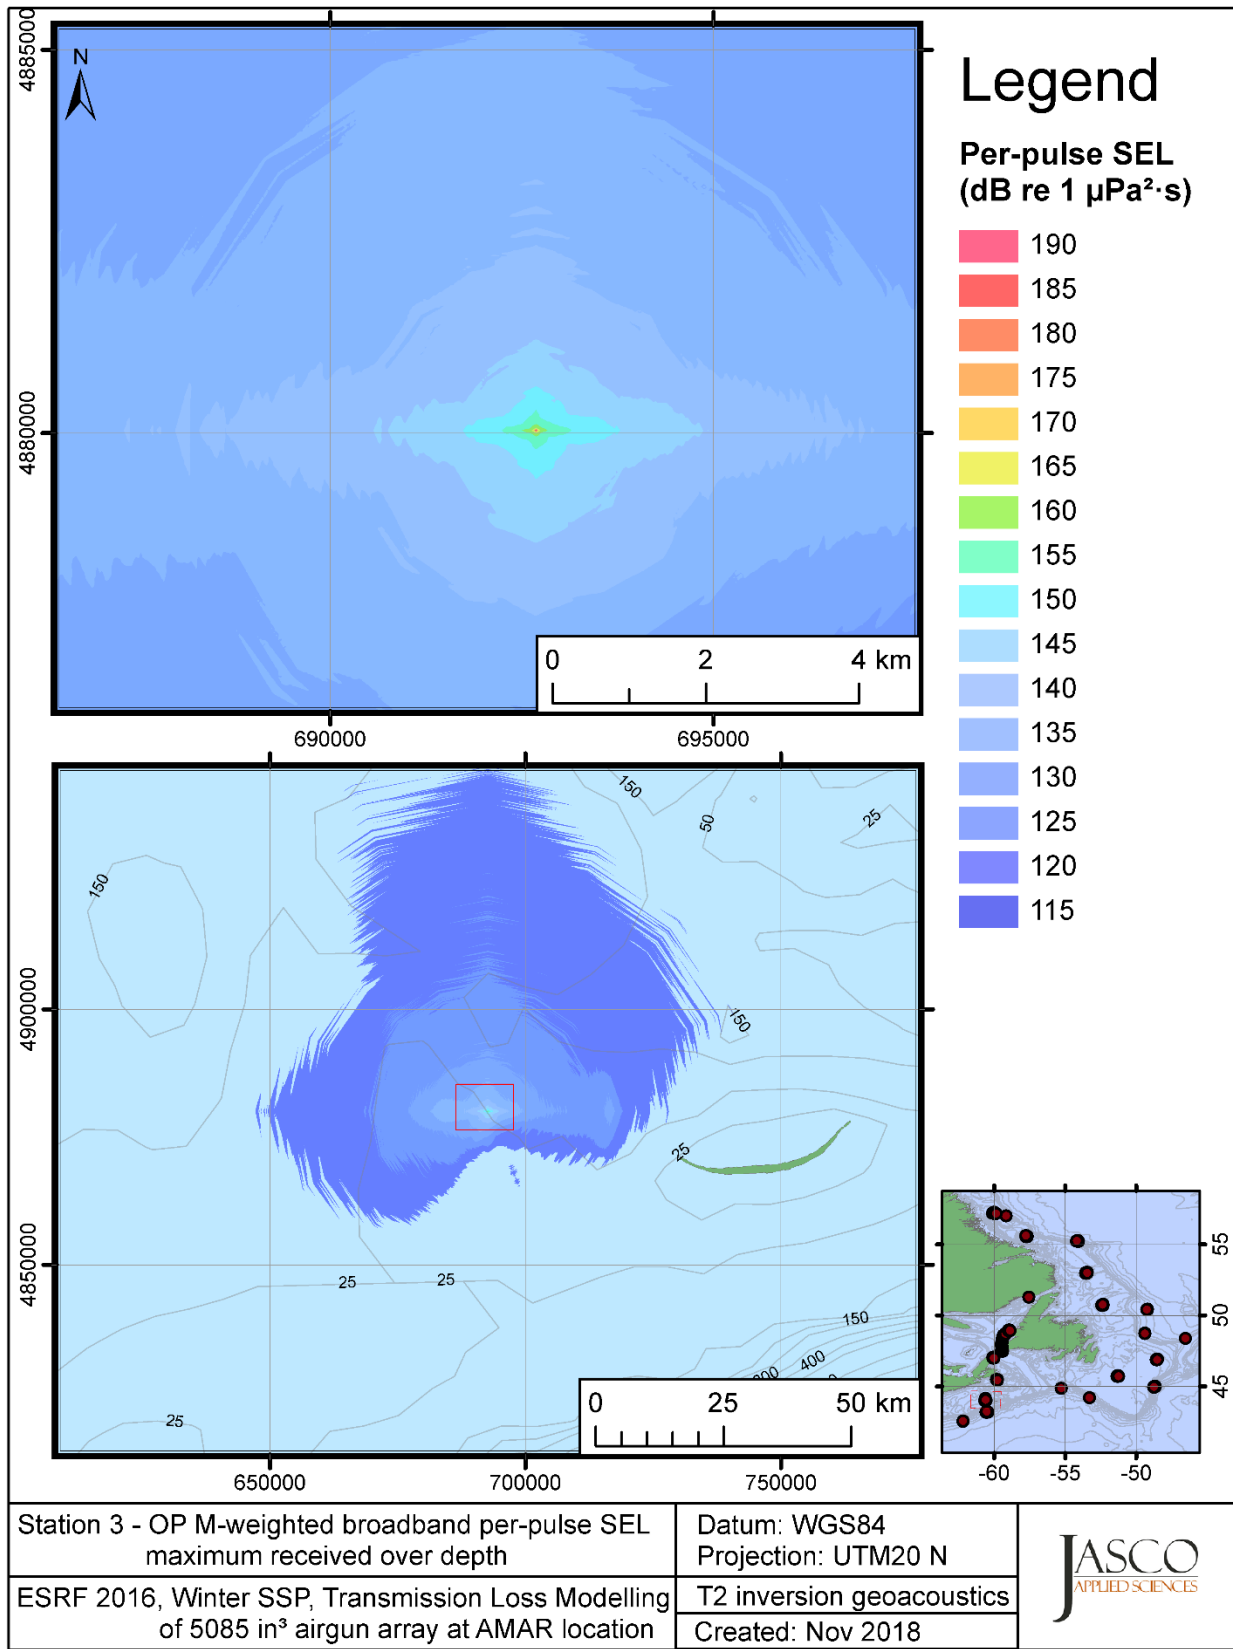 4885000
N
4880000
0 2 4 km
690000 695000
Legend
Per-pulse SEL
(dB re 1 µPa²·s)
190
185
180
175
170
165
160
155
150
145
140
135
130
125
120
115
150
50
25
150
4900000
150
25
4850000
25
25
150
400
25
0 25 50 km
650000 700000 750000
55
50
45
-60 -55 -50
Station 3 - OP M-weighted broadband per-pulse SEL
maximum received over depth
ESRF 2016, Winter SSP, Transmission Loss Modelling
of 5085 in³ airgun array at AMAR location
Datum: WGS84
Projection: UTM20 N
T2 inversion geoacoustics
Created: Nov 2018
JASCO
APPLIED SCIENCES